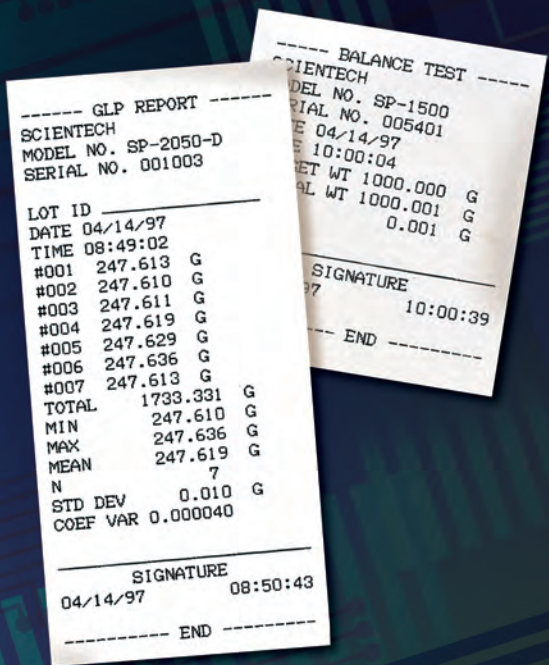 ------ GLP REPORT ------
SCIENTECH
MODEL NO. SP-2050-D
SERIAL NO. 001003
LOT ID
DATE 04/14/97
TIME 08:49:02
#001 247.613 G
#002 247.610 G
#003 247.611 G
#004 247.619 G
#005 247.629 G
#006 247.636 G
#007 247.613 G
TOTAL 1733.331 G
MIN 247.610 G
MAX 247.636 G
MEAN 247.619 G
N 7
STD DEV 0.010 G
COEF VAR 0.000040
SIGNATURE
04/14/97 08:50:43
---------- END ---------
----- BALANCE TEST -----
CIENTECH
DEL NO. SP-1500
RIAL NO. 005401
E 04/14/97
E 10:00:04
GET WT 1000.000 G
AL WT 1000.001 G
0.001 G
SIGNATURE
97 10:00:39
--- END ---------